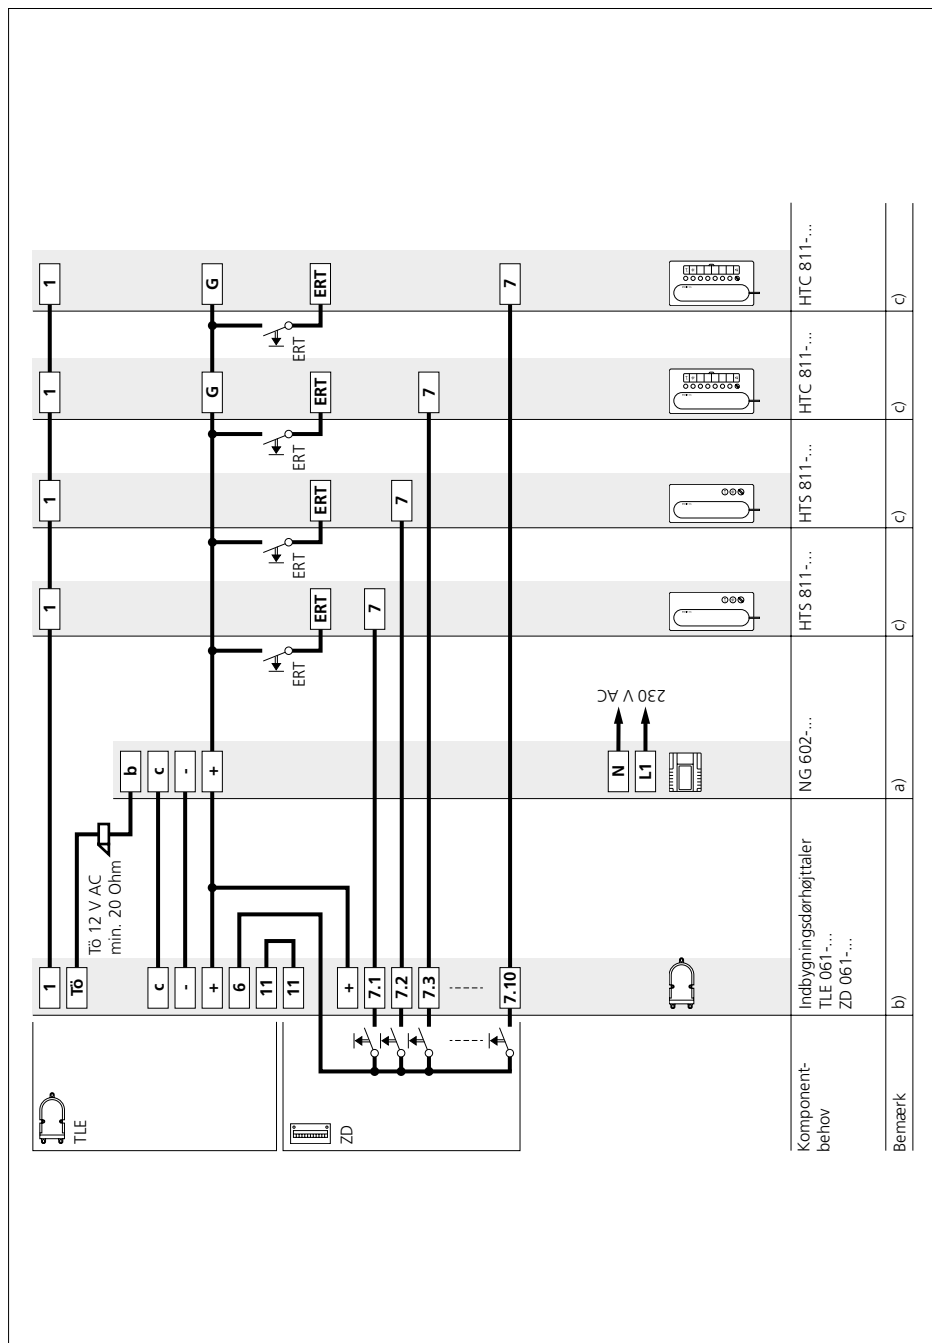 1 1 1 1 1
TLE Tö
Tö 12 V AC
min. 20 Ohm
b
c c
- -
+ + G G
6
11
11
ERT ERT ERT ERT
ERT ERT ERT ERT
ZD +
7.1 7
7.2 7
7.3 7
7.10 7
N
L1
230 V AC
Komponent-
behov
Indbygningsdørhøjttaler
TLE 061-...
ZD 061-...
NG 602-...
HTS 811-...
HTS 811-...
HTC 811-...
HTC 811-...
Bemærk b) a) c) c) c) c)